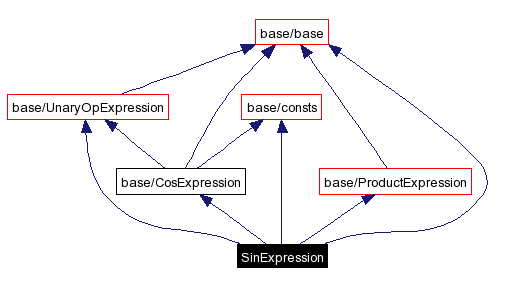 base/base
base/UnaryOpExpression
base/consts
base/CosExpression
base/ProductExpression
SinExpression